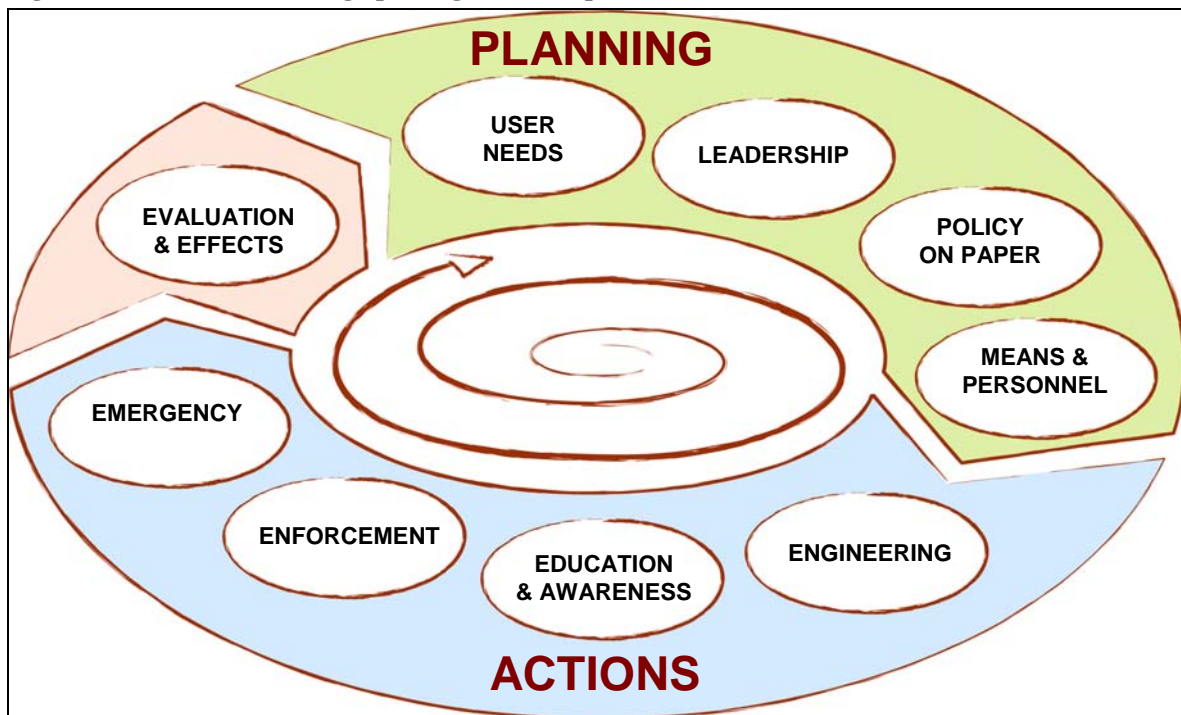 PLANNING
USER
NEEDS
LEADERSHIP
POLICY
ON PAPER
MEANS &
PERSONNEL
EVALUATION
& EFFECTS
EMERGENCY
ENFORCEMENT
EDUCATION
& AWARENESS
ENGINEERING
ACTIONS